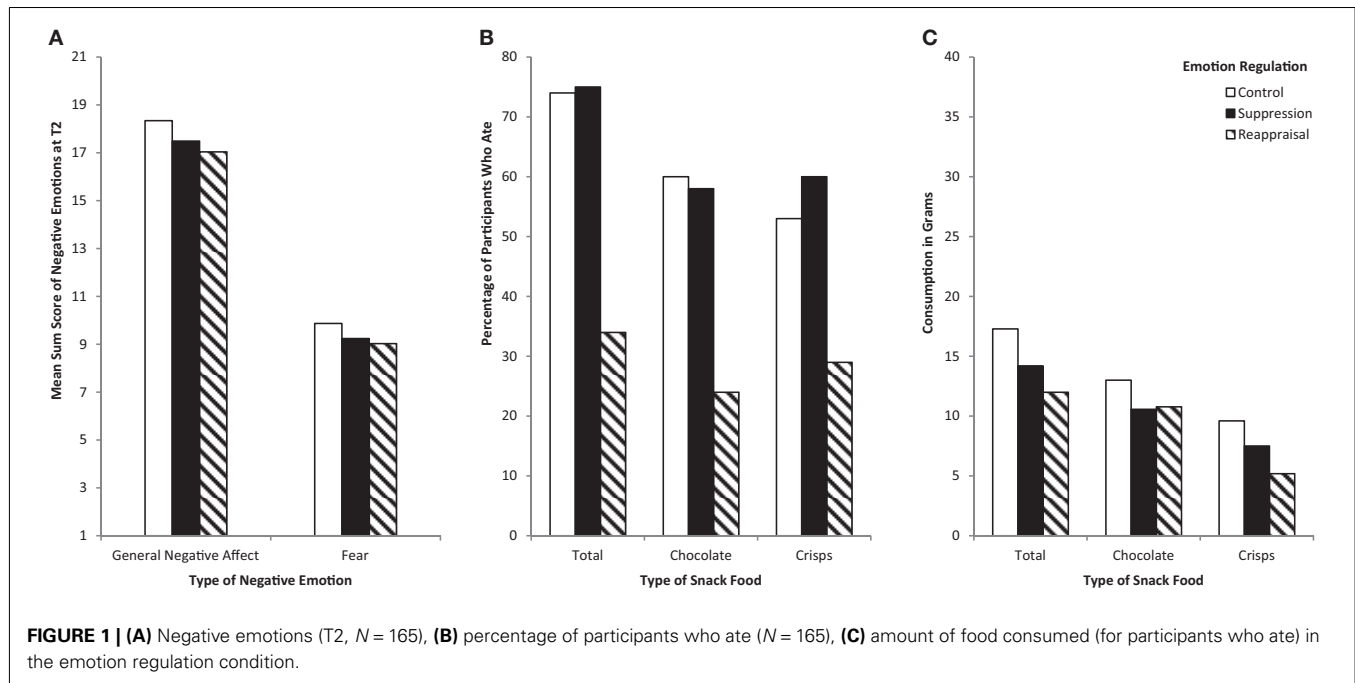 A
21
19
17
15
13
11
9
7
5
3
1
Mean Sum Score of Negative Emotions at T2
General Negative Affect
Fear
Type of Negative Emotion
B
80
70
60
50
40
30
20
10
0
Percentage of Participants Who Ate
Total
Chocolate
Crisps
Type of Snack Food
C
40
35
30
25
20
15
10
5
0
Consumption in Grams
Total
Chocolate
Crisps
Type of Snack Food
Emotion Regulation
Control
Suppression
Reappraisal
FIGURE 1 | (A) Negative emotions (T2, N = 165), (B) percentage of participants who ate (N = 165), (C) amount of food consumed (for participants who ate) in
the emotion regulation condition.